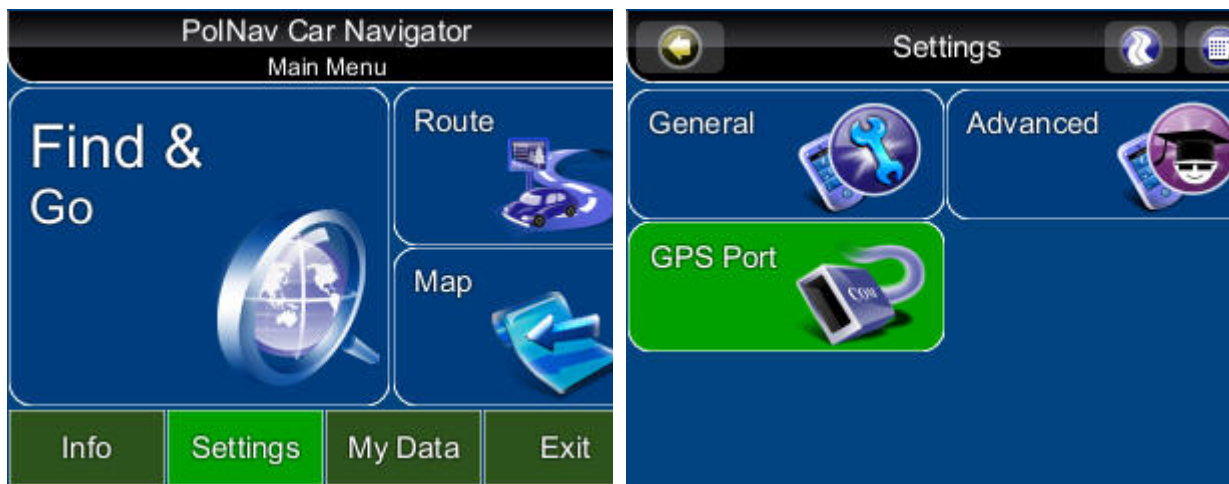 PolNav Car Navigator
Main Menu
Find &
Go
Route
Map
Info
Settings
My Data
Exit
Settings
General
Advanced
GPS Port
COM